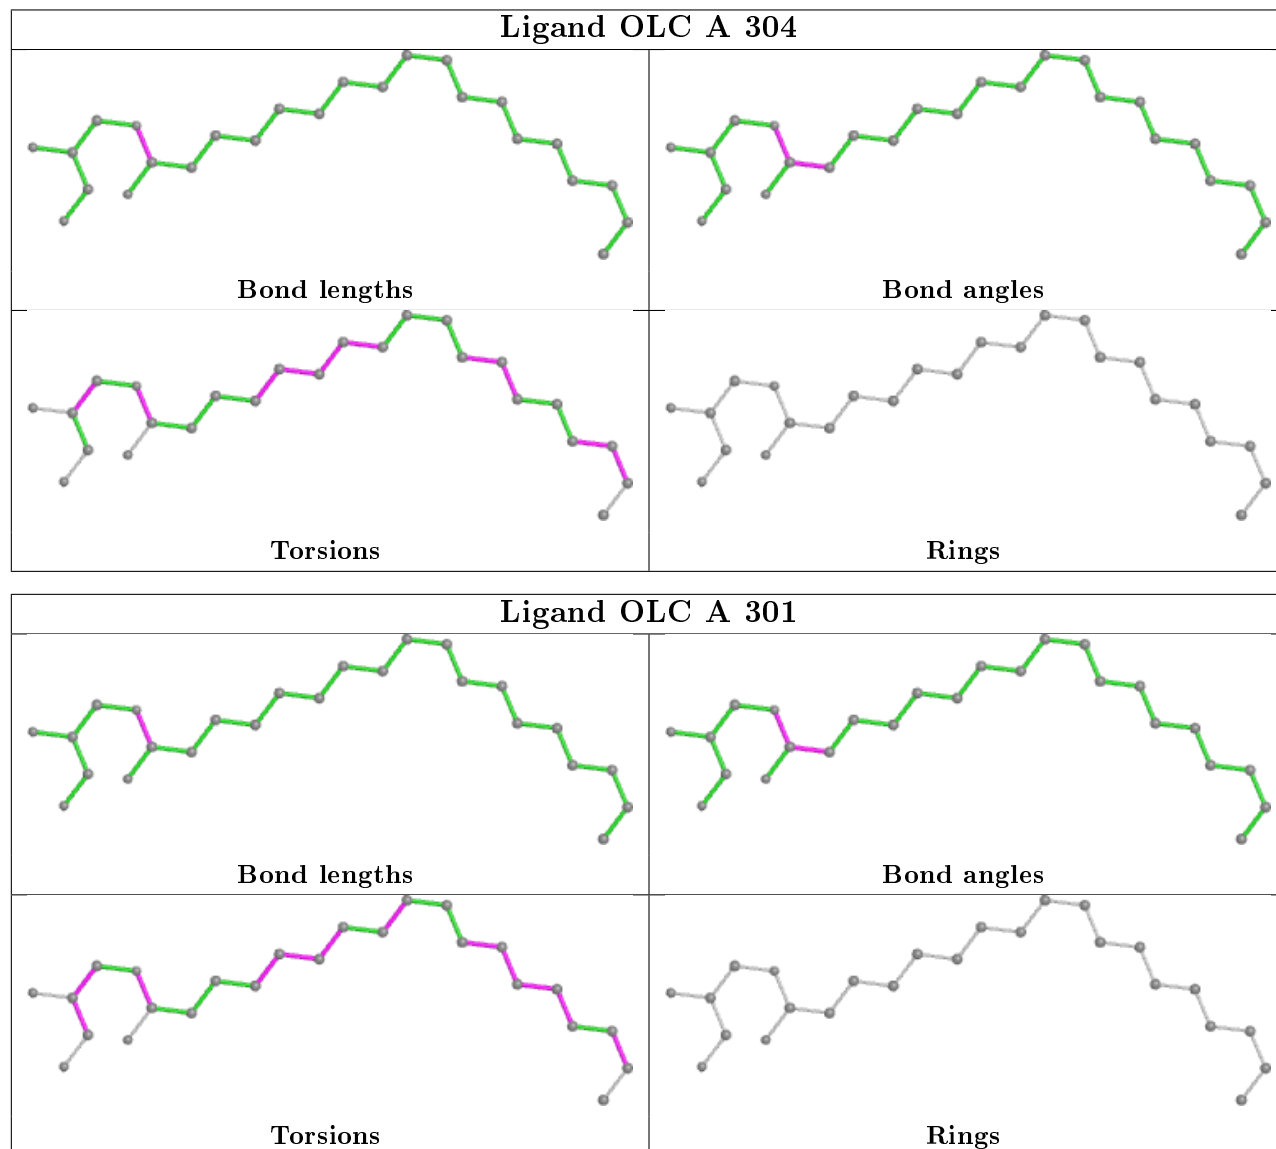 Ligand OLC A 304
Bond lengths
Bond angles
Torsions
Rings
Ligand OLC A 301
Bond lengths
Bond angles
Torsions
Rings